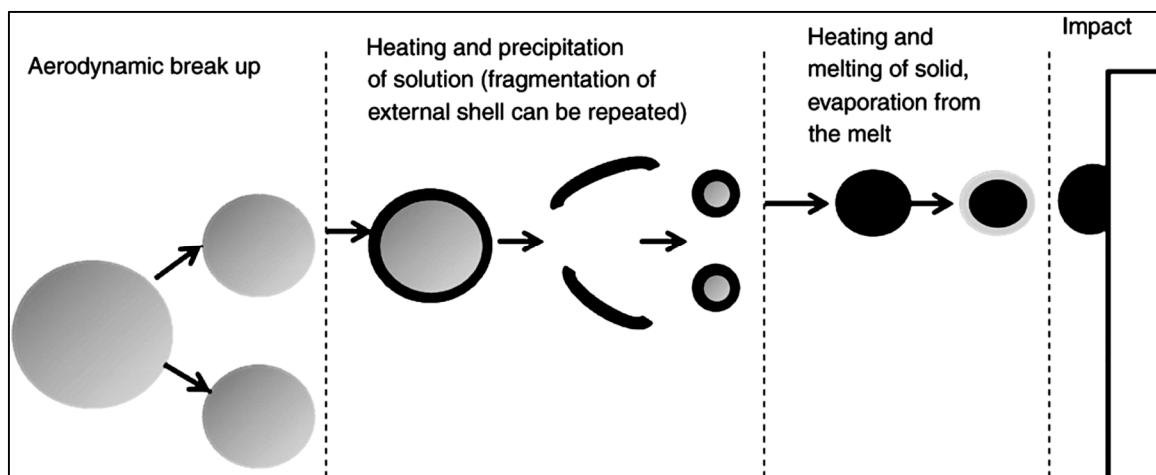 Aerodynamic break up
Heating and precipitation
of solution (fragmentation of
external shell can be repeated)
Heating and
melting of solid,
evaporation from
the melt
Impact